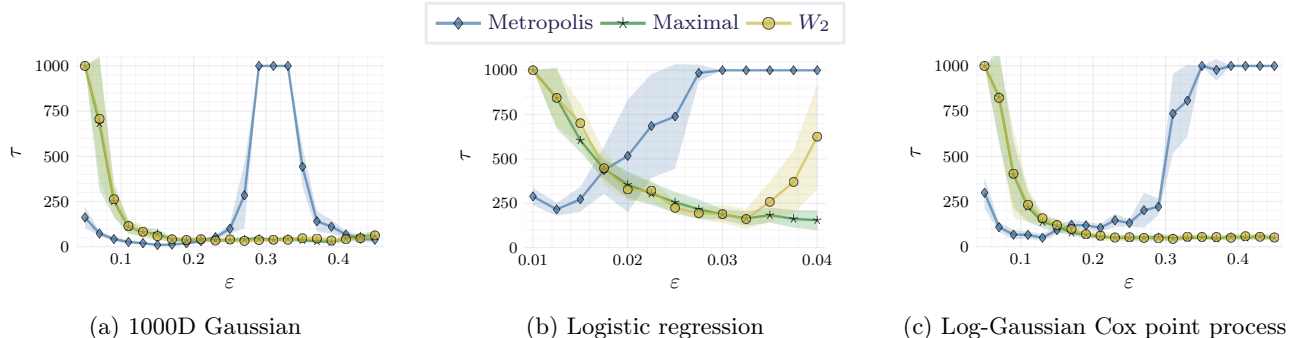 Metropolis Maximal W₂
1000
750
500
250
0
τ
0.1 0.2 0.3 0.4
ε
(a) 1000D Gaussian
1000
750
500
250
0
τ
0.01 0.02 0.03 0.04
ε
(b) Logistic regression
1000
750
500
250
0
τ
0.1 0.2 0.3 0.4
ε
(c) Log-Gaussian Cox point process